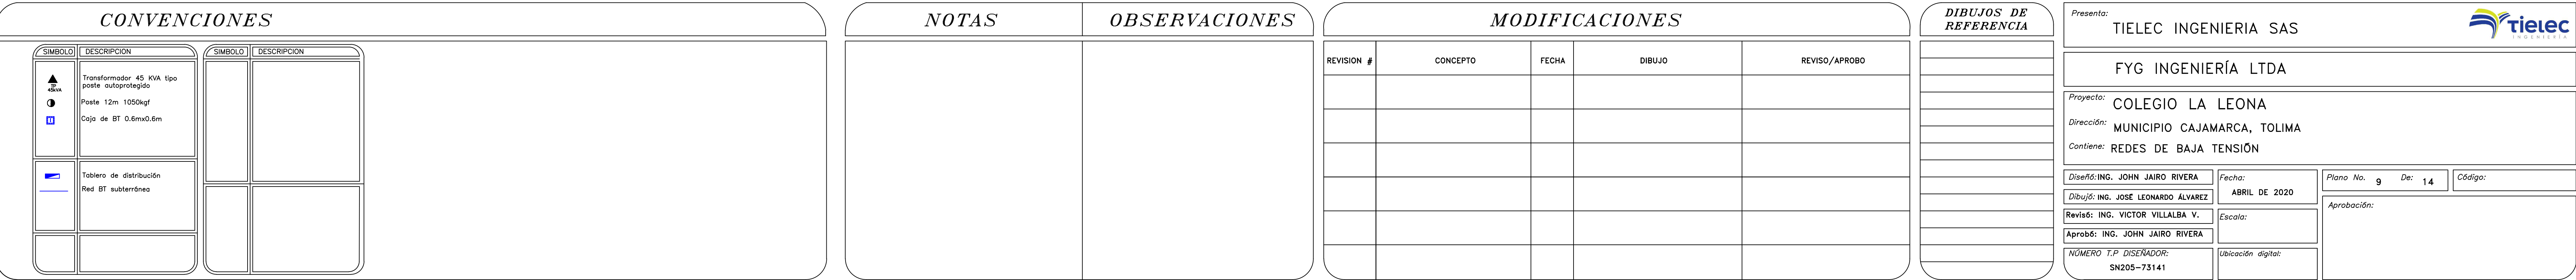 CONVENCIONES
SIMBOLO DESCRIPCION
TP
45kVA
Transformador 45 KVA tipo
poste autoprotegido
Poste 12m 1050kgf
Caja de BT 0.6mx0.6m
Tablero de distribución
Red BT subterránea
SIMBOLO DESCRIPCION
NOTAS
OBSERVACIONES
MODIFICACIONES
REVISION # CONCEPTO FECHA DIBUJO REVISO/APROBO
DIBUJOS DE
REFERENCIA
Presenta:
TIELEC INGENIERIA SAS
Tielec
INGENIERÍA
FYG INGENIERÍA LTDA
Proyecto: COLEGIO LA LEONA
Dirección: MUNICIPIO CAJAMARCA, TOLIMA
Contiene: REDES DE BAJA TENSIÓN
Diseñó: ING. JOHN JAIRO RIVERA
Dibujó: ING. JOSÉ LEONARDO ÁLVAREZ
Revisó: ING. VICTOR VILLALBA V.
Aprobó: ING. JOHN JAIRO RIVERA
NÚMERO T.P DISEÑADOR:
SN205-73141
Fecha:
ABRIL DE 2020
Escala:
Ubicación digital:
Plano No. 9 De: 14
Código:
Aprobación: